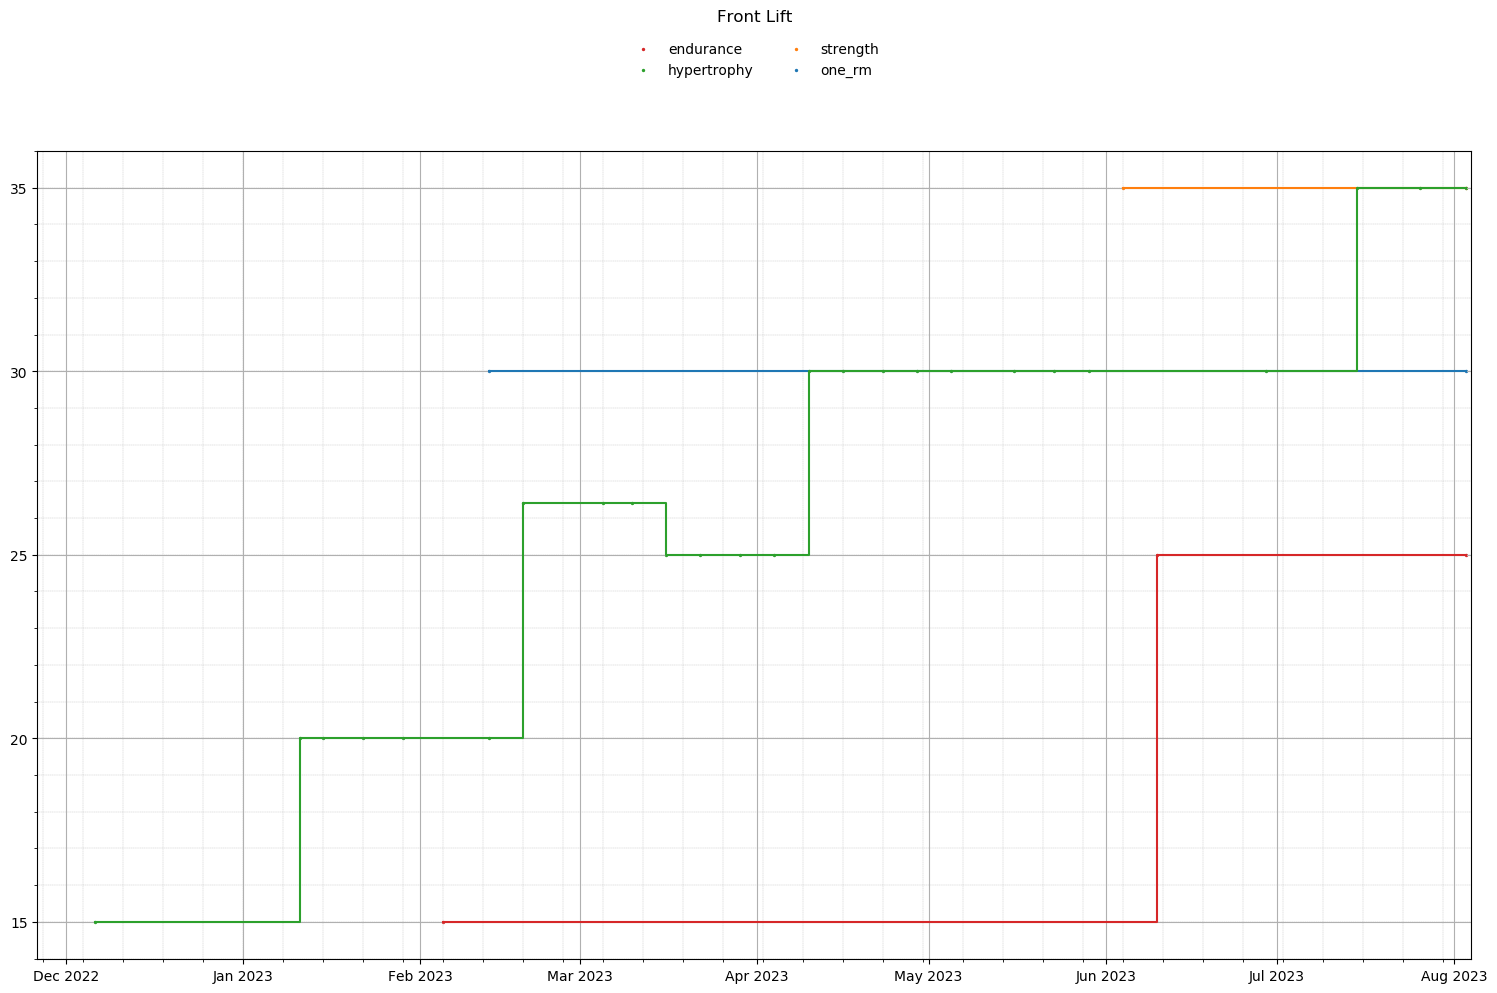 Front Lift
endurance strength
hypertrophy one_rm
35
30
25
20
15
Dec 2022 Jan 2023 Feb 2023 Mar 2023 Apr 2023 May 2023 Jun 2023 Jul 2023 Aug 2023